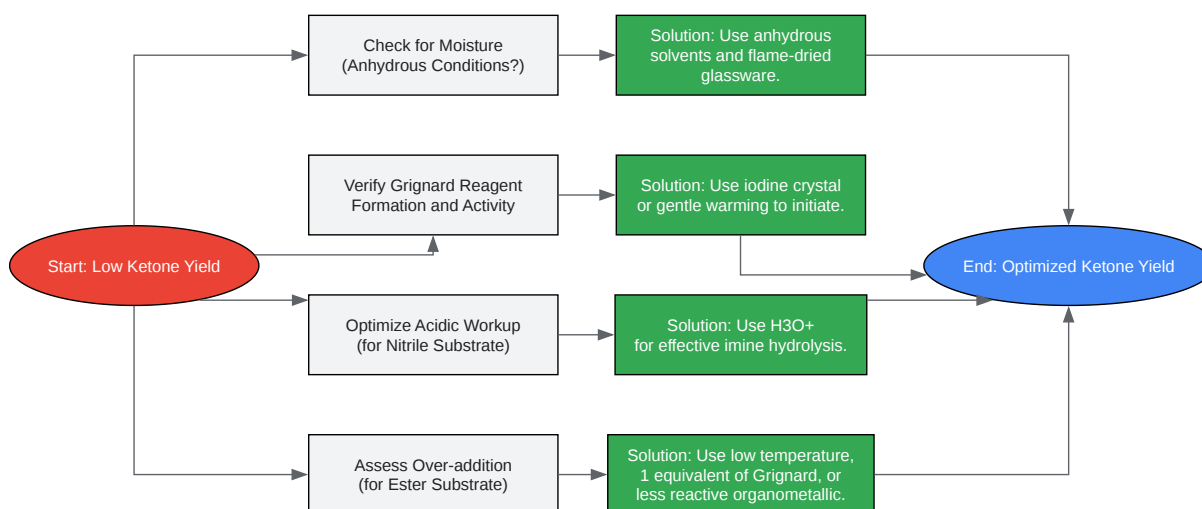 Check for Moisture
(Anhydrous Conditions?)
Solution: Use anhydrous
solvents and flame-dried
glassware.
Verify Grignard Reagent
Formation and Activity
Solution: Use iodine crystal
or gentle warming to initiate.
Start: Low Ketone Yield
End: Optimized Ketone Yield
Optimize Acidic Workup
(for Nitrile Substrate)
Solution: Use H3O+
for effective imine hydrolysis.
Assess Over-addition
(for Ester Substrate)
Solution: Use low temperature,
1 equivalent of Grignard, or
less reactive organometallic.